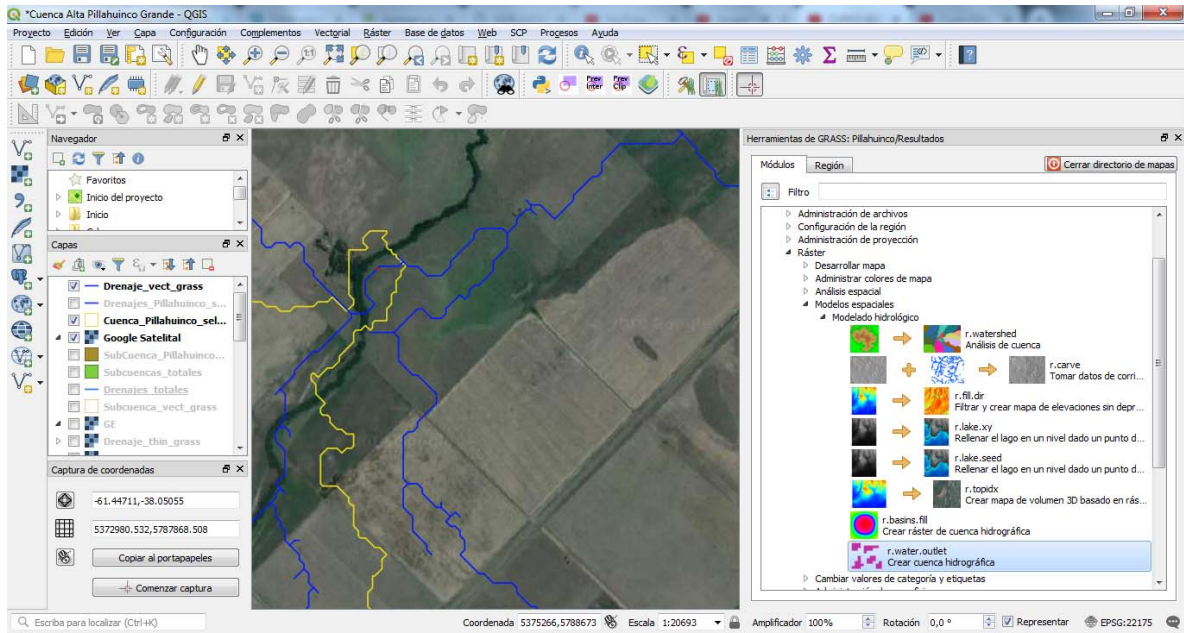 *Cuenca Alta Pillahuinco Grande - QGIS
Proyecto Edición Ver Capa Configuración Complementos Vectorial Ráster Base de datos Web SCP Procesos Ayuda
Navegador
Favoritos
Inicio del proyecto
Inicio
Capas
Drenaje_vect_grass
Drenajes_Pillahuinco_s...
Cuenca_Pillahuinco_sel...
Google Satelital
SubCuenca_Pillahuinco...
Subcuencas_totales
Drenajes totales
Subcuenca_vect_grass
GE
Drenaje_thin_grass
Captura de coordenadas
-61.44711,-38.05055
5372980.532,5787868.508
Copiar al portapapeles
Comenzar captura
Herramientas de GRASS: Pillahuinco/Resultados
Módulos Región Cerrar directorio de mapas
Filtro
Administración de archivos
Configuración de la región
Administración de proyección
Ráster
Desarrollar mapa
Administrar colores de mapa
Análisis espacial
Modelos espaciales
Modelado hidrológico
r.watershed
Análisis de cuenca
r.carve
Tomar datos de corri...
r.fill.dir
Filtrar y crear mapa de elevaciones sin depr...
r.lake.xy
Rellenar el lago en un nivel dado un punto d...
r.lake.seed
Rellenar el lago en un nivel dado un punto d...
r.topidx
Crear mapa de volumen 3D basado en rás...
r.basins.fill
Crear ráster de cuenca hidrográfica
r.water.outlet
Crear cuenca hidrográfica
Cambiar valores de categoría y etiquetas
Escriba para localizar (Ctrl+K) Coordenada 5375266,5788673 Escala 1:20693 Amplificador 100% Rotación 0,0 ° Representar EPSG:22175